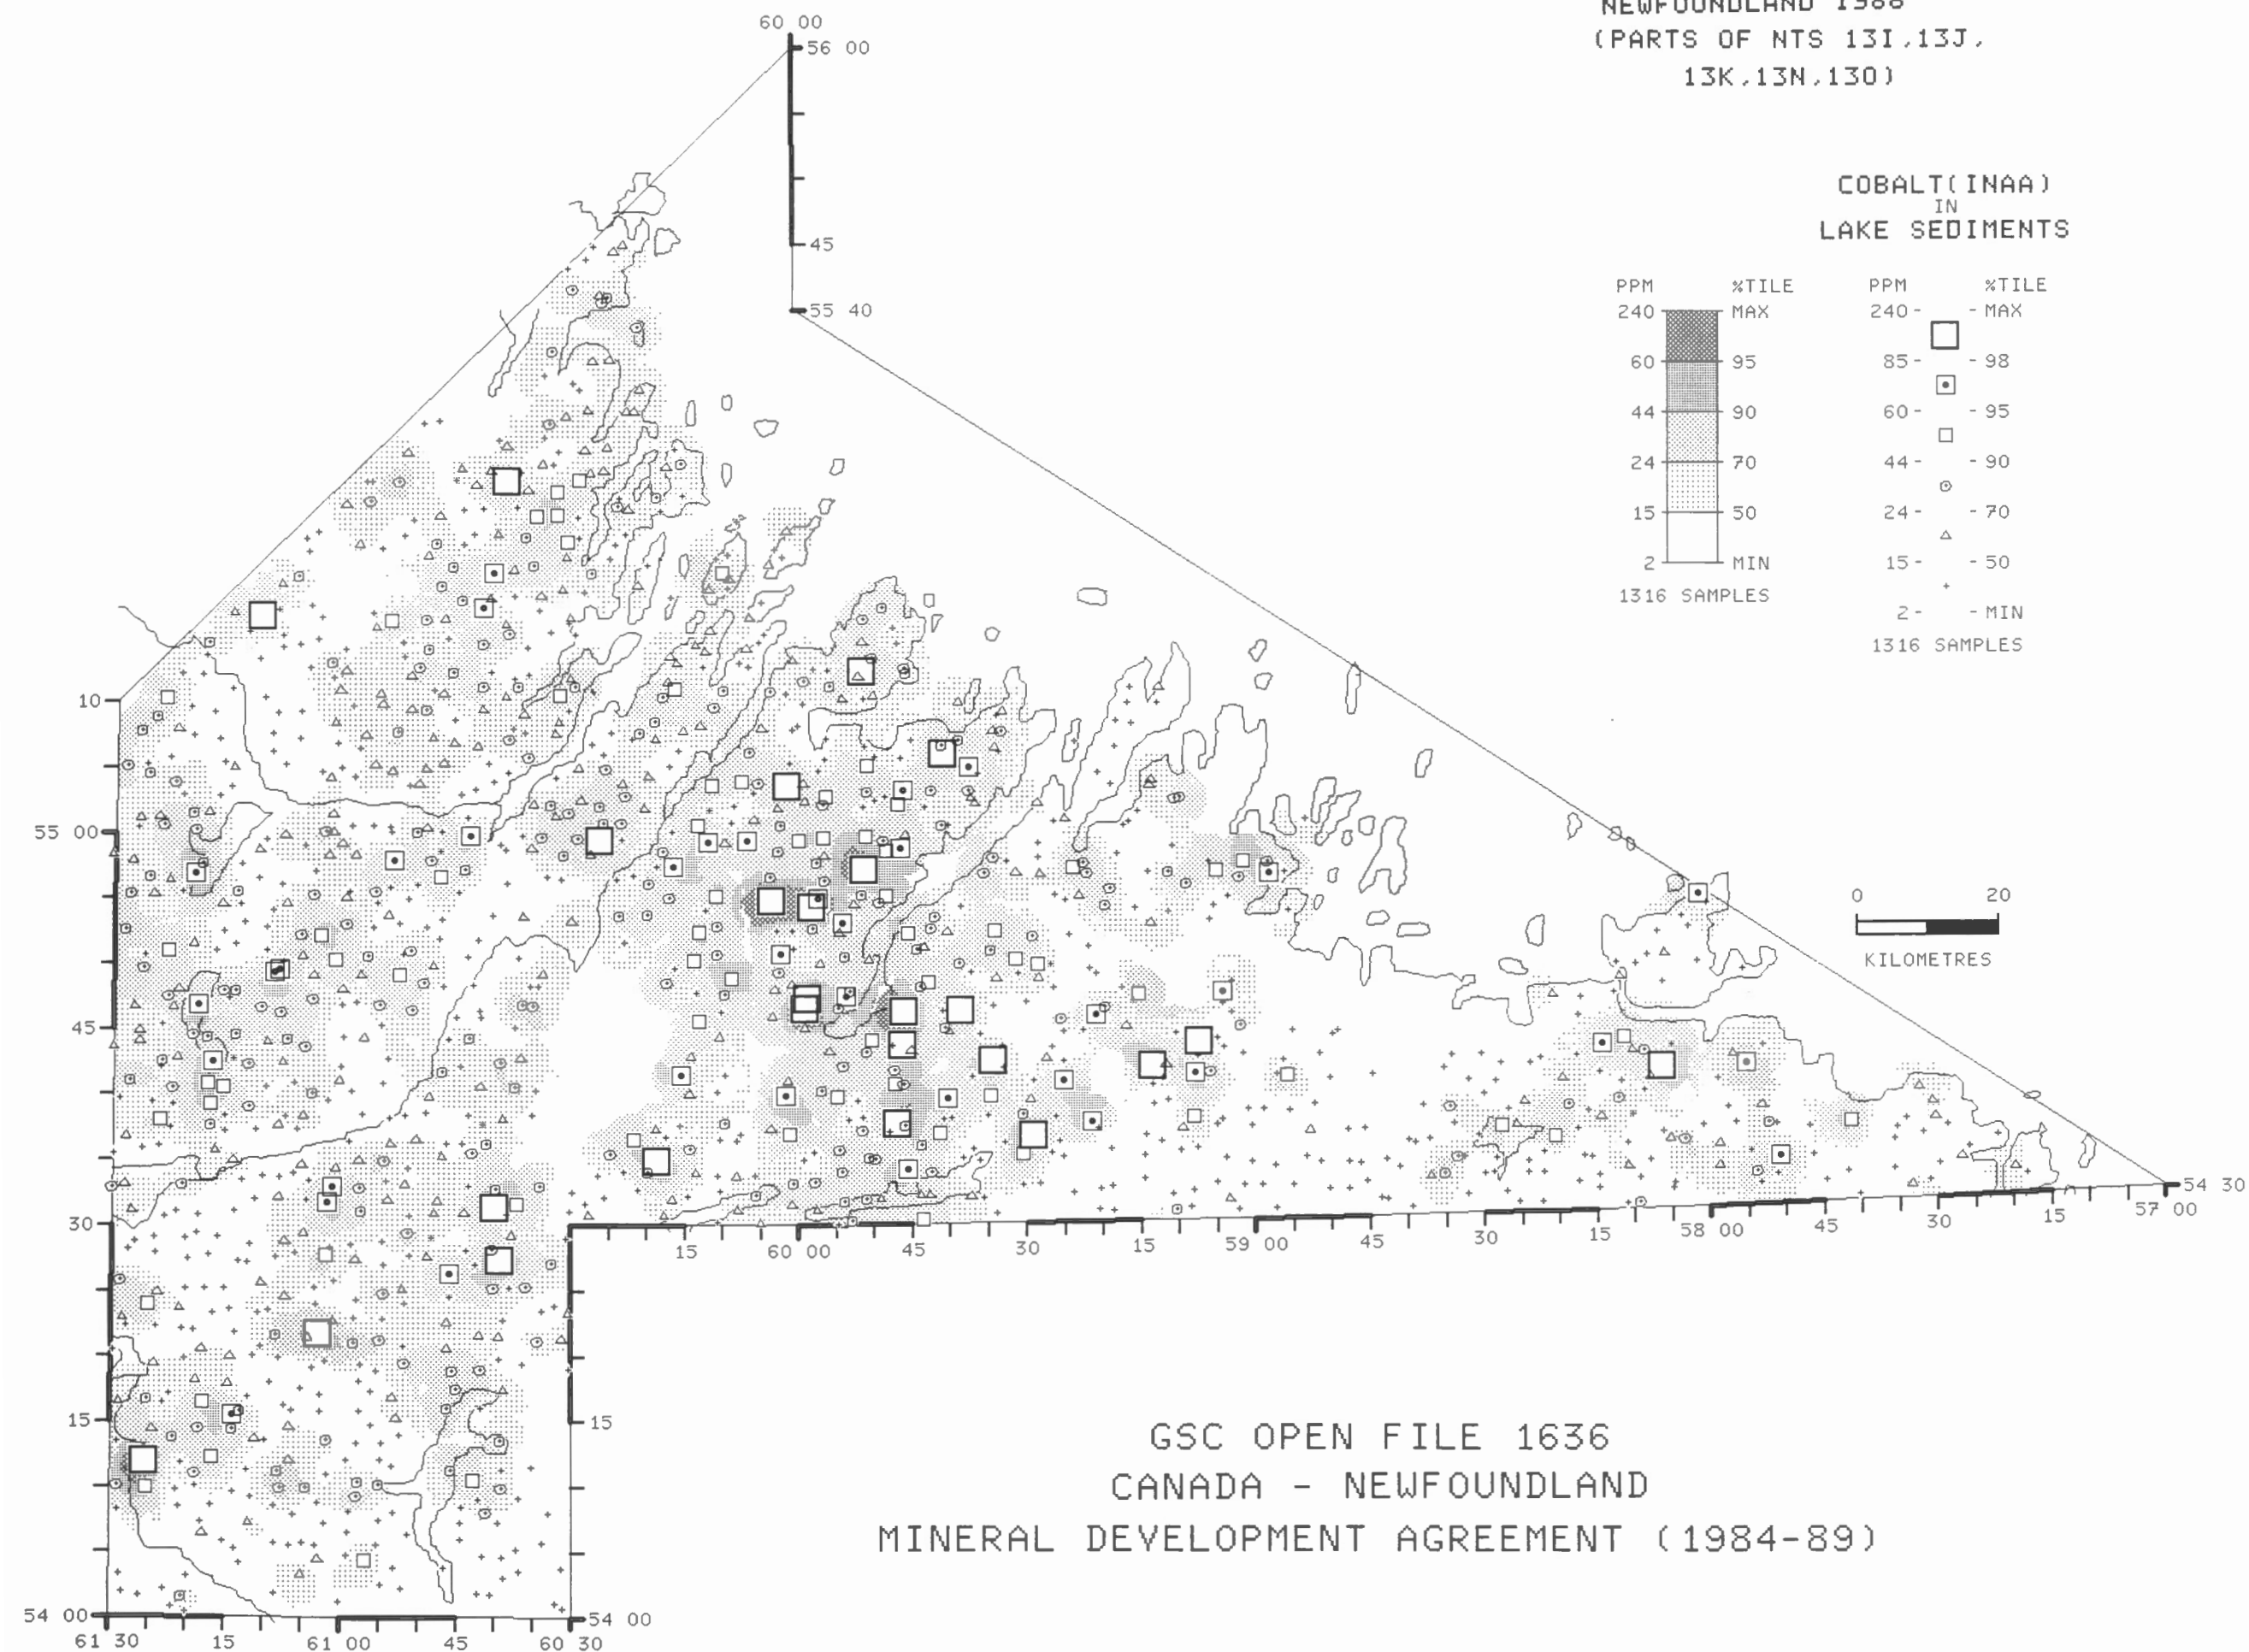 NEWFOUNDLAND 1988
(PARTS OF NTS 13I,13J,
13K,13N,13O)
60 00
56 00
45
55 40
COBALT(INAA)
IN
LAKE SEDIMENTS
PPM %TILE PPM %TILE
240 MAX 240- -MAX
60 95 85- -98
44 90 60- -95
24 70 44- -90
15 50 24- -70
2 MIN 15- -50
1316 SAMPLES 2- -MIN
1316 SAMPLES
10
55 00
45
30
15
54 00
0 20
KILOMETRES
54 30
57 00
15 60 00 45 30 15 59 00 45 30 15 58 00 45 30 15
15
54 00
61 30 15 61 00 45 60 30
GSC OPEN FILE 1636
CANADA - NEWFOUNDLAND
MINERAL DEVELOPMENT AGREEMENT (1984-89)